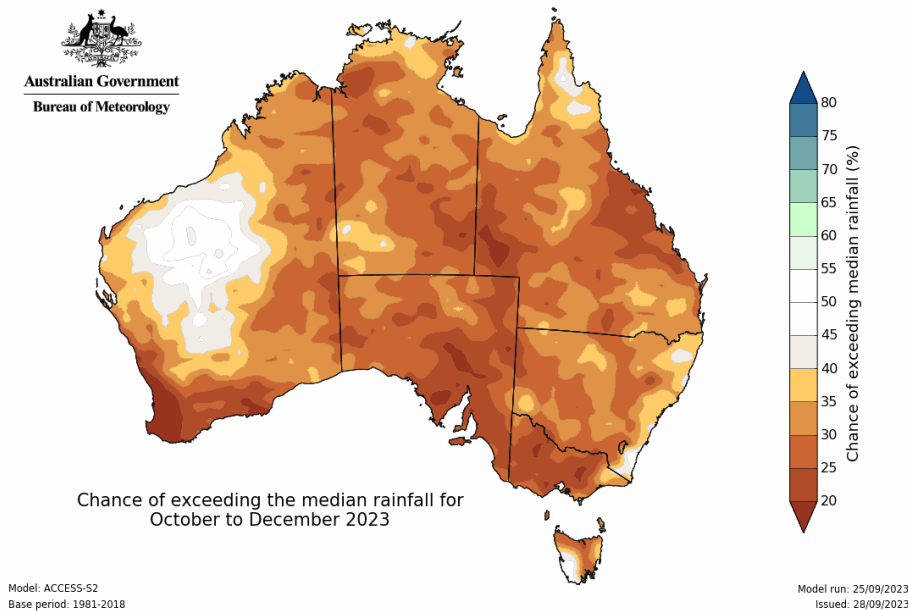 Australian Government
Bureau of Meteorology
80
75
70
65
60
55
50
45
40
35
30
25
20
Chance of exceeding median rainfall (%)
Chance of exceeding the median rainfall for
October to December 2023
Model: ACCESS-S2
Base period: 1981-2018
Model run: 25/09/2023
Issued: 28/09/2023